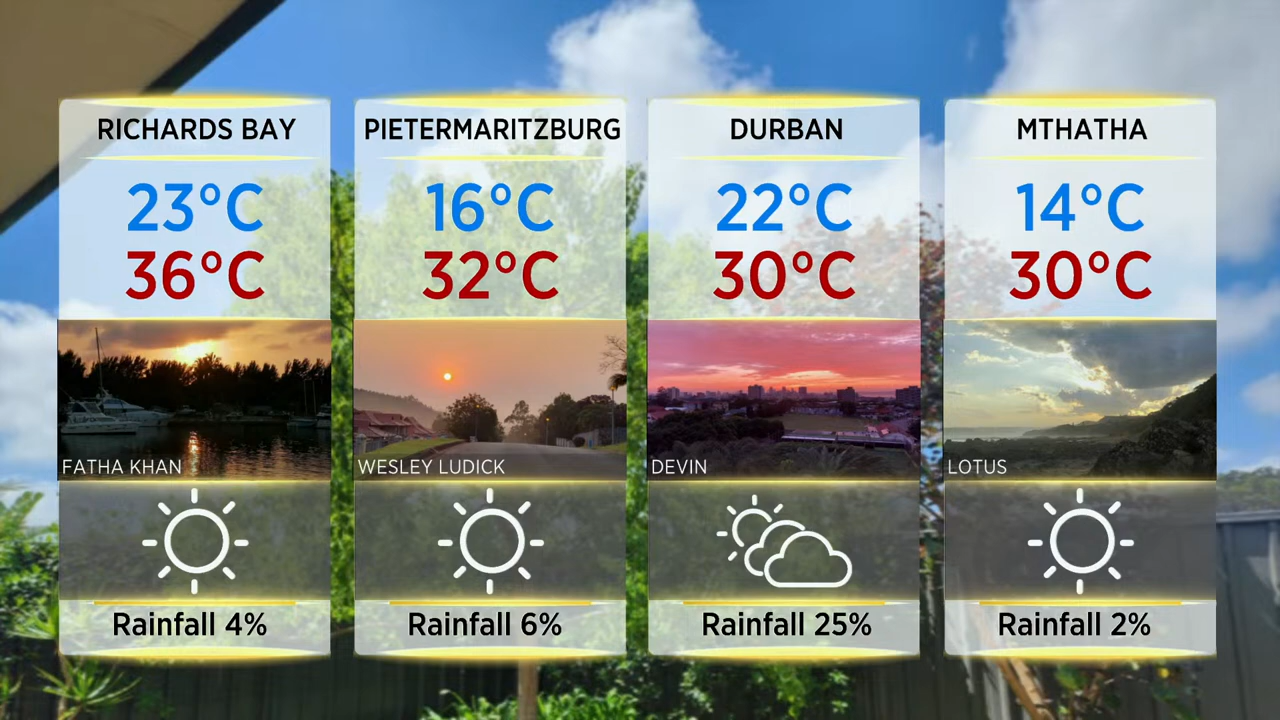 RICHARDS BAY
23°C
36°C
FATHA KHAN
Rainfall 4%
PIETERMARITZBURG
16°C
32°C
WESLEY LUDICK
Rainfall 6%
DURBAN
22°C
30°C
DEVIN
Rainfall 25%
MTHATHA
14°C
30°C
LOTUS
Rainfall 2%